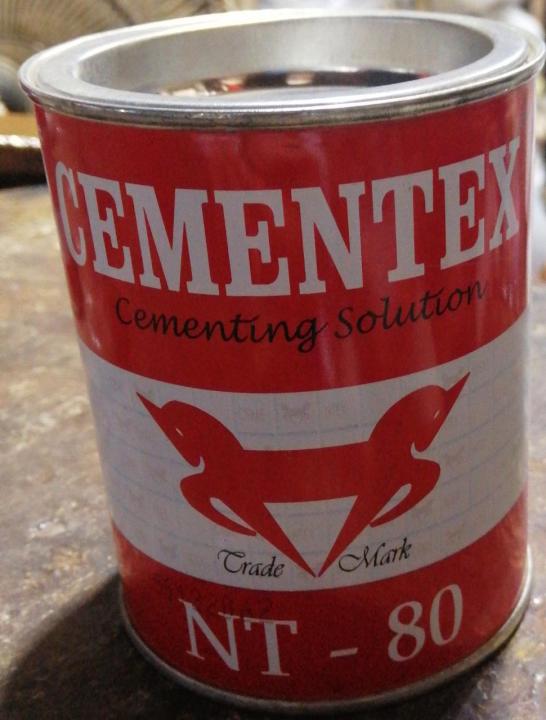 CEMENTEX
Cementing Solution
Trade Mark
NT - 80